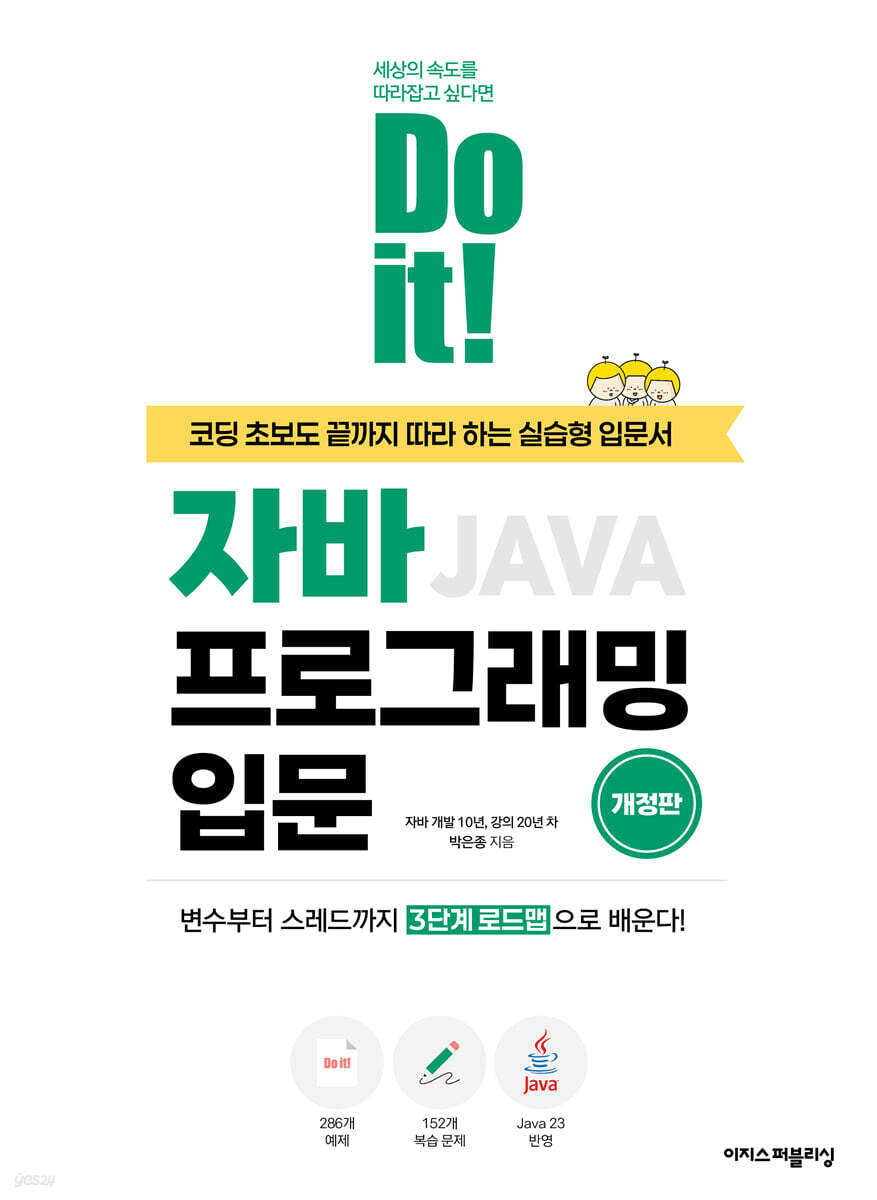 세상의 속도를
따라잡고 싶다면
Do
it!
코딩 초보도 끝까지 따라 하는 실습형 입문서
자바 JAVA
프로그래밍
입문
자바 개발 10년, 강의 20년 차
박은종 지음
개정판
변수부터 스레드까지 3단계 로드맵으로 배운다!
Do it!
Java
286개
예제
152개
복습 문제
Java 23
반영
이지스퍼블리싱
yes24